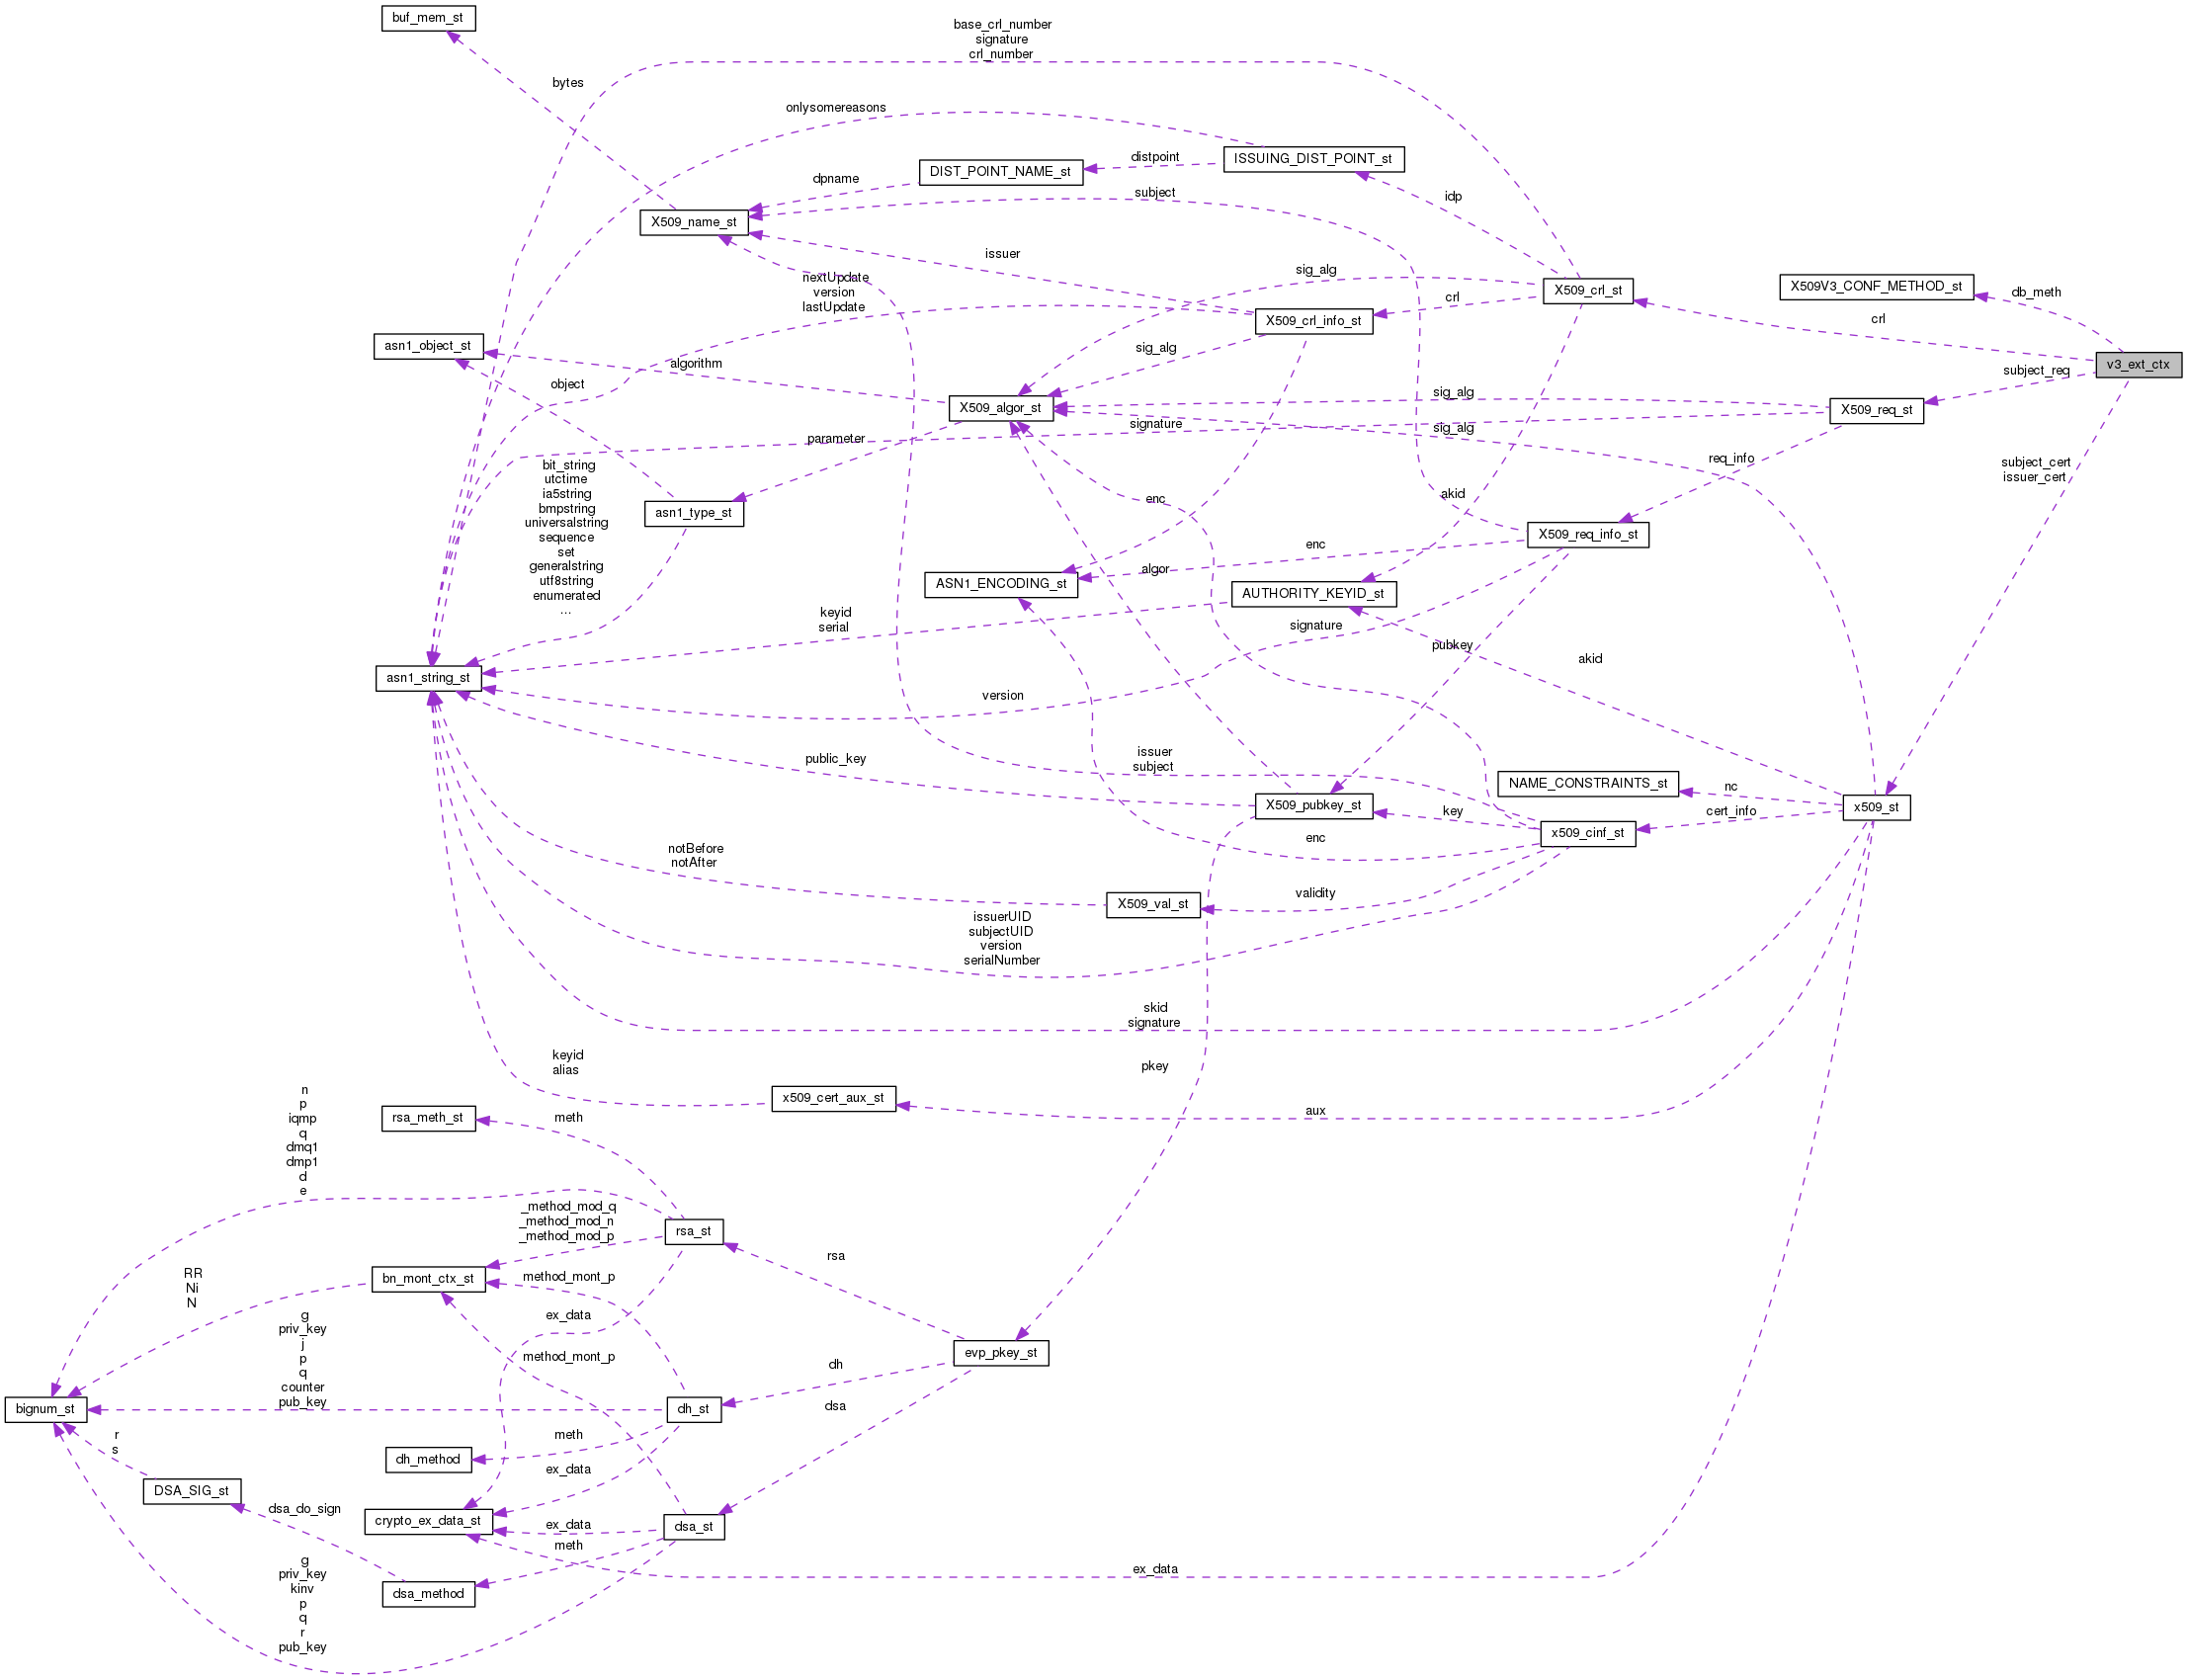 buf_mem_st
base_crl_number
signature
crl_number
bytes
onlysomereasons
distpoint
ISSUING_DIST_POINT_st
DIST_POINT_NAME_st
dpname
subject
idp
X509_name_st
issuer
sig_alg
nextUpdate
version
lastUpdate
X509_crl_st
X509V3_CONF_METHOD_st
db_meth
crl
X509_crl_info_st
crl
asn1_object_st
sig_alg
algorithm
v3_ext_ctx
subject_req
object
sig_alg
X509_algor_st
X509_req_st
signature
sig_alg
parameter
req_info
subject_cert
issuer_cert
bit_string
utctime
ia5string
bmpstring
universalstring
sequence
set
generalstring
utf8string
enumerated
...
asn1_type_st
enc
akid
X509_req_info_st
enc
algor
ASN1_ENCODING_st
AUTHORITY_KEYID_st
keyid
serial
signature
pubkey
akid
asn1_string_st
version
issuer
subject
public_key
NAME_CONSTRAINTS_st
nc
X509_pubkey_st
key
cert_info
x509_st
x509_cinf_st
enc
notBefore
notAfter
validity
X509_val_st
issuerUID
subjectUID
version
serialNumber
skid
signature
keyid
alias
pkey
x509_cert_aux_st
aux
n
p
iqmp
q
dmq1
dmp1
d
e
rsa_meth_st
meth
_method_mod_q
_method_mod_n
_method_mod_p
rsa_st
rsa
RR
Ni
N
bn_mont_ctx_st
method_mont_p
ex_data
g
priv_key
j
p
q
counter
pub_key
method_mont_p
evp_pkey_st
dh
bignum_st
dh_st
dsa
r
s
meth
dh_method
ex_data
DSA_SIG_st
dsa_do_sign
crypto_ex_data_st
ex_data
dsa_st
meth
ex_data
g
priv_key
kinv
p
q
r
pub_key
dsa_method